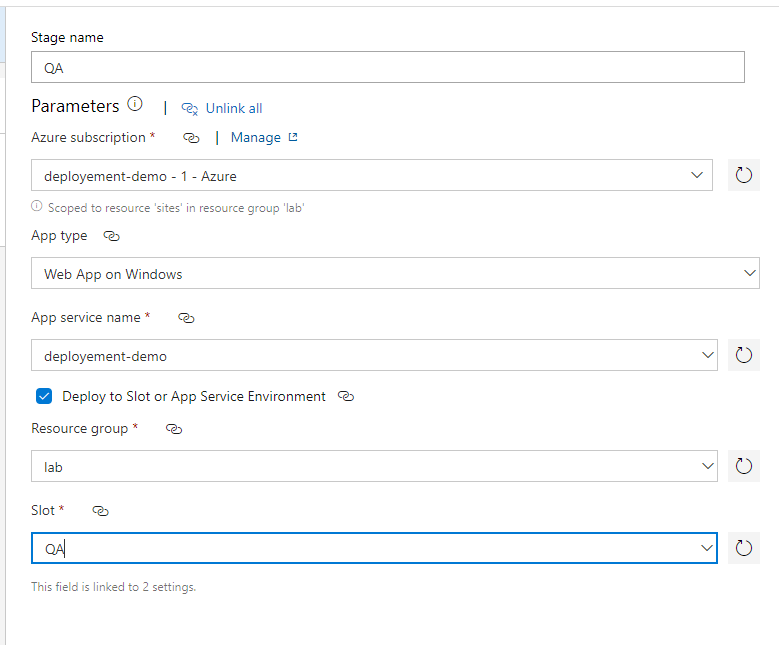 Stage name
QA
Parameters | Unlink all
Azure subscription * | Manage
deployement-demo - 1 - Azure
Scoped to resource 'sites' in resource group 'lab'
App type
Web App on Windows
App service name *
deployement-demo
Deploy to Slot or App Service Environment
Resource group *
lab
Slot *
QA
This field is linked to 2 settings.